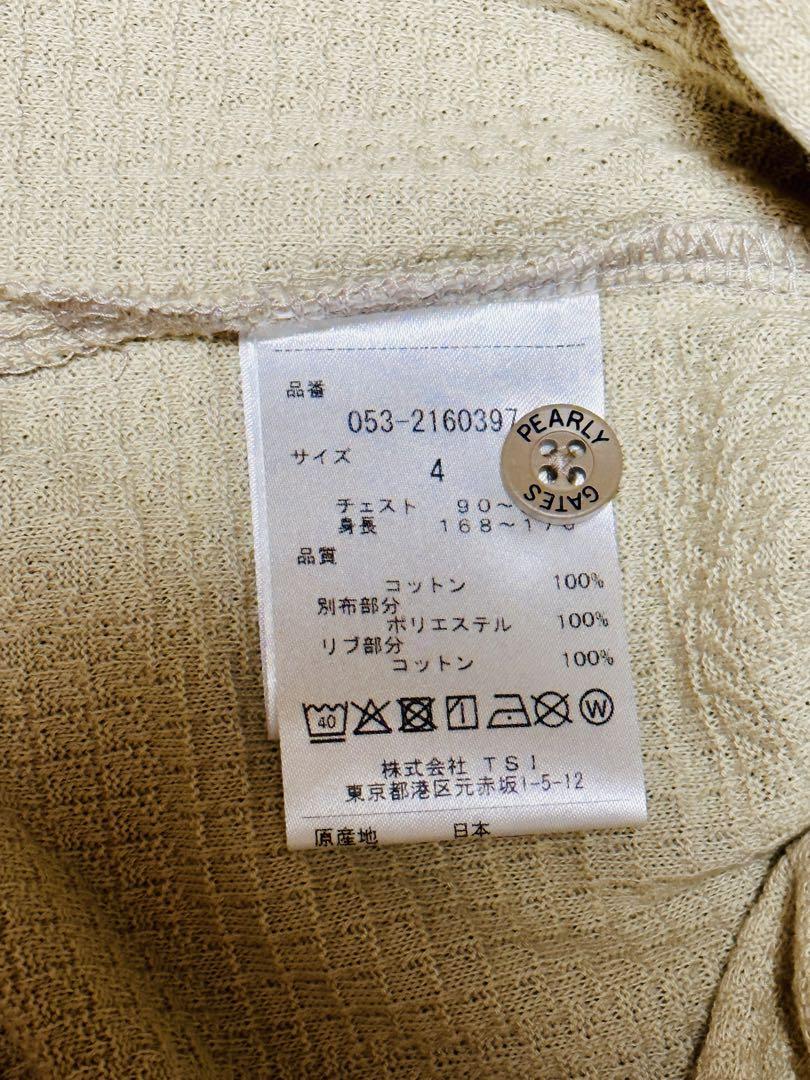 品番
053-2160397
サイズ
4
チェスト 90~
身長 168~17
品質
コットン 100%
別布部分
ポリエステル 100%
リブ部分
コットン 100%
40 W
株式会社 TSI
東京都港区元赤坂1-5-12
原産地 日本
PEARLY
GATES